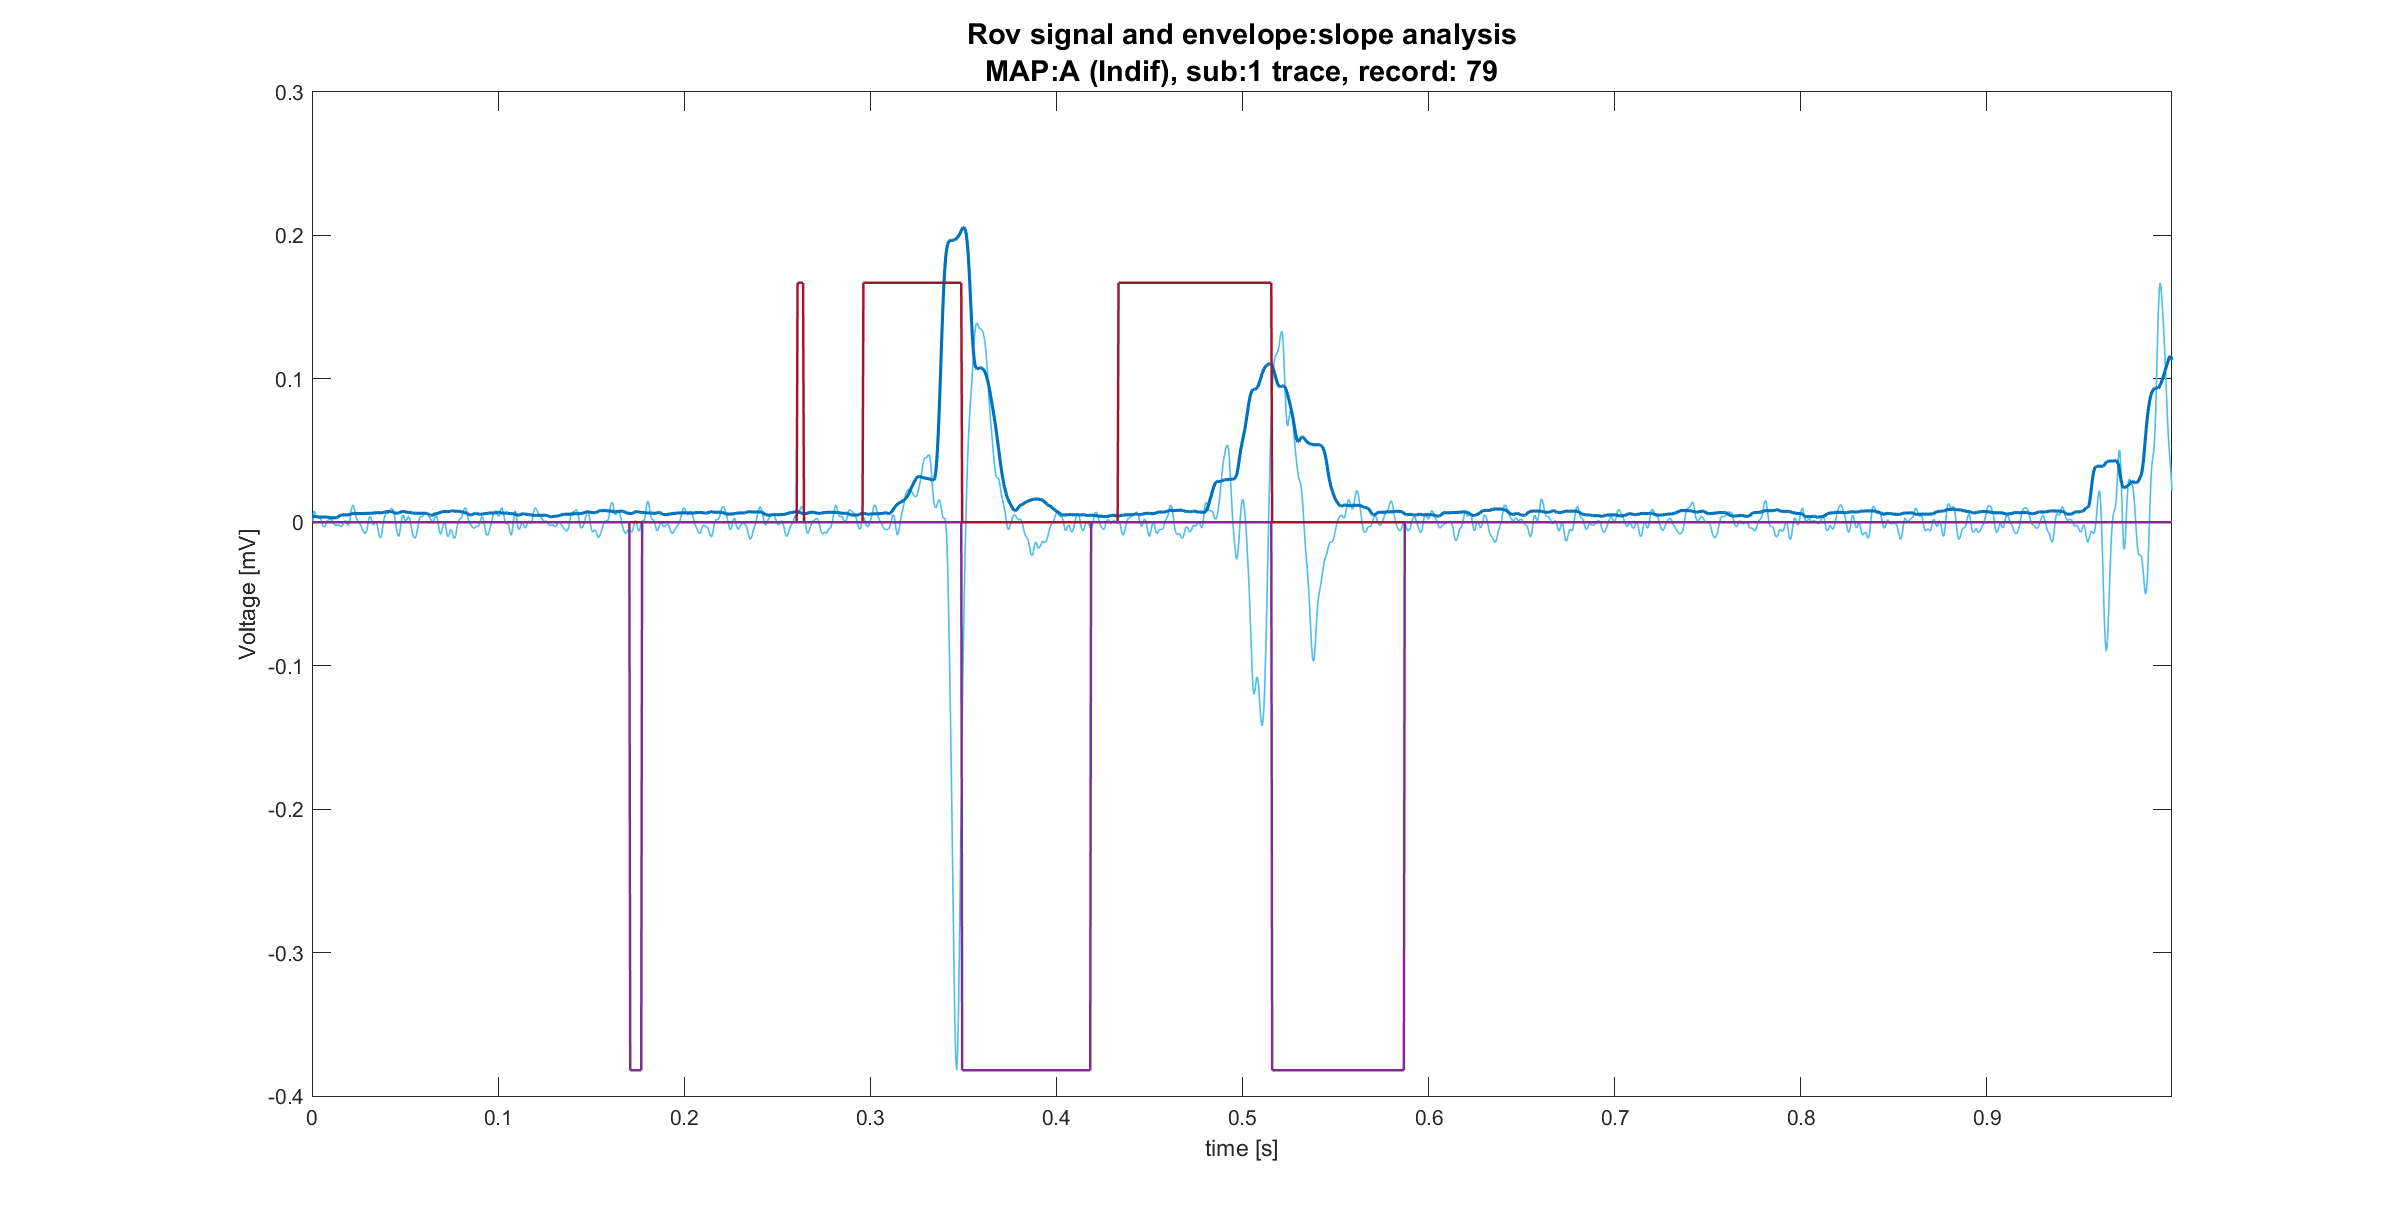 Rov signal and envelope:slope analysis
MAP:A (Indif), sub:1 trace, record: 79
0.3
0.2
0.1
0
-0.1
-0.2
-0.3
-0.4
Voltage [mV]
0 0.1 0.2 0.3 0.4 0.5 0.6 0.7 0.8 0.9
time [s]